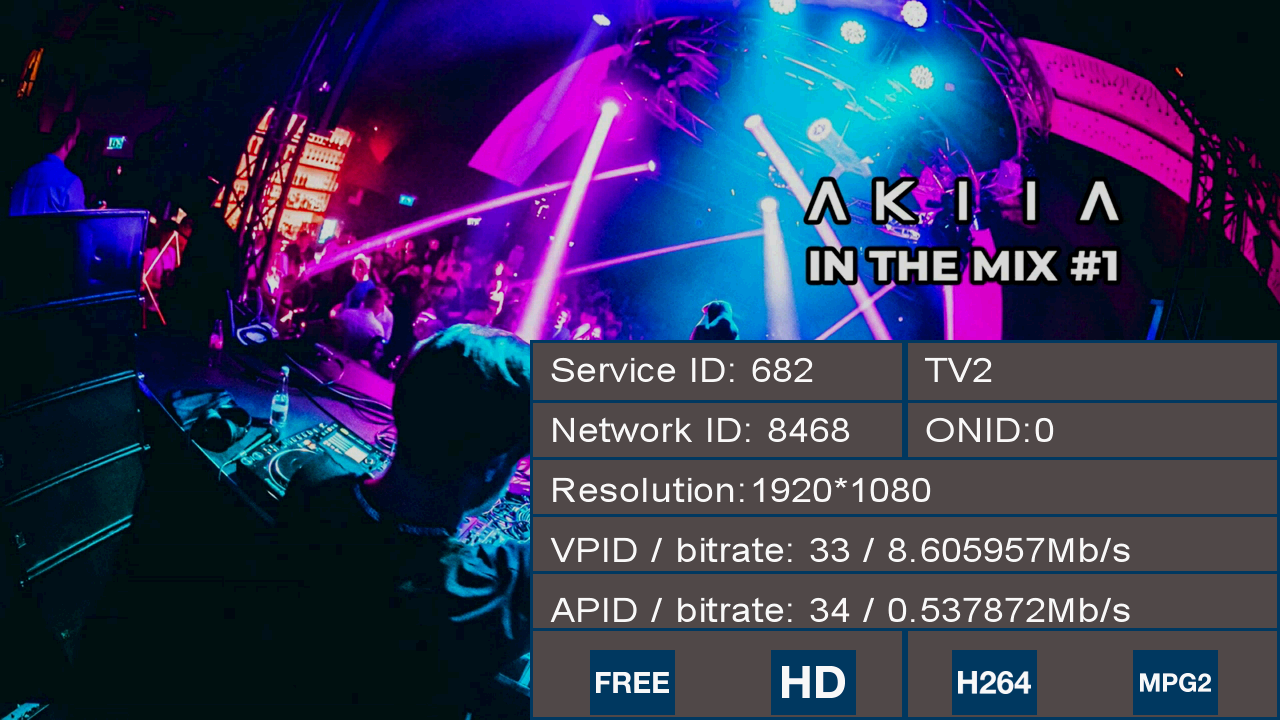 Λ K I I Λ
IN THE MIX #1
Service ID: 682
TV2
Network ID: 8468
ONID:0
Resolution:1920*1080
VPID / bitrate: 33 / 8.605957Mb/s
APID / bitrate: 34 / 0.537872Mb/s
FREE
HD
H264
MPG2